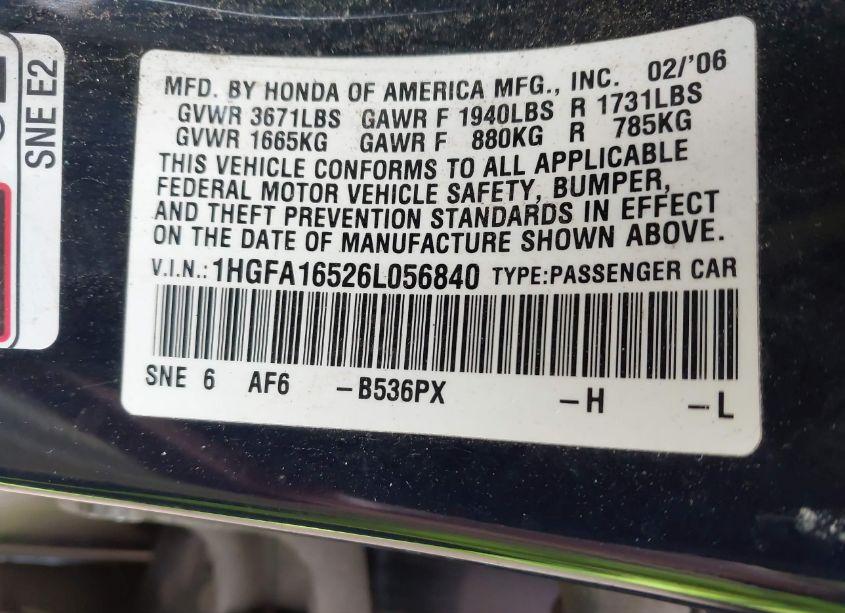 SNE E2
MFD. BY HONDA OF AMERICA MFG., INC. 02/'06
GVWR 3671LBS GAWR F 1940LBS R 1731LBS
GVWR 1665KG GAWR F 880KG R 785KG
THIS VEHICLE CONFORMS TO ALL APPLICABLE
FEDERAL MOTOR VEHICLE SAFETY, BUMPER,
AND THEFT PREVENTION STANDARDS IN EFFECT
ON THE DATE OF MANUFACTURE SHOWN ABOVE.
V.I.N.: 1HGFA16526L056840 TYPE:PASSENGER CAR
SNE 6 AF6 –B536PX –H –L